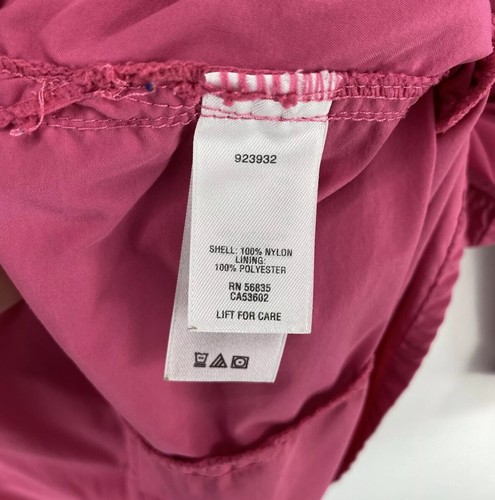 923932
SHELL: 100% NYLON
LINING:
100% POLYESTER
RN 56835
CA53602
LIFT FOR CARE